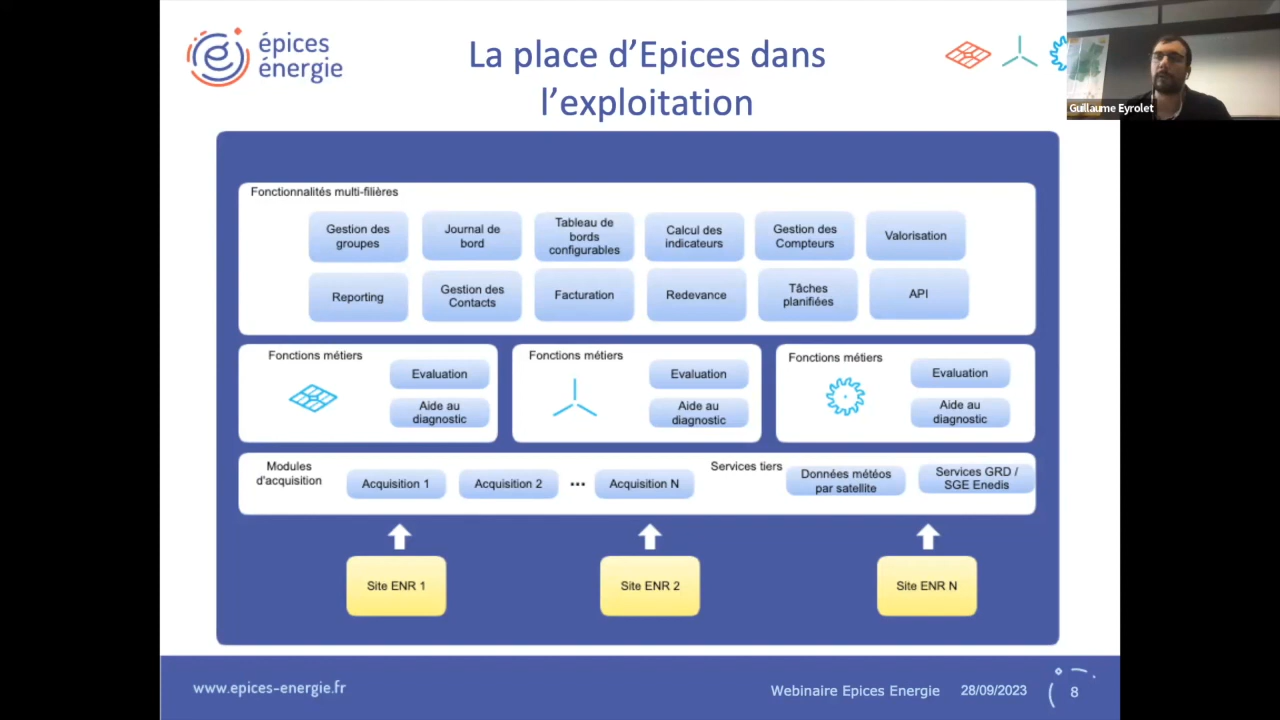 épices
énergie
La place d'Epices dans
l'exploitation
Guillaume Eyrolet
Fonctionnalités multi-filières
Gestion des
groupes
Journal de
bord
Tableau de
bords
configurables
Calcul des
indicateurs
Gestion des
Compteurs
Valorisation
Reporting
Gestion des
Contacts
Facturation
Redevance
Tâches
planifiées
API
Fonctions métiers
Evaluation
Aide au
diagnostic
Fonctions métiers
Evaluation
Aide au
diagnostic
Fonctions métiers
Evaluation
Aide au
diagnostic
Modules
d'acquisition
Acquisition 1
Acquisition 2
...
Acquisition N
Services tiers
Données météos
par satellite
Services GRD /
SGE Enedis
Site ENR 1
Site ENR 2
Site ENR N
www.epices-energie.fr
Webinaire Epices Energie
28/09/2023
8